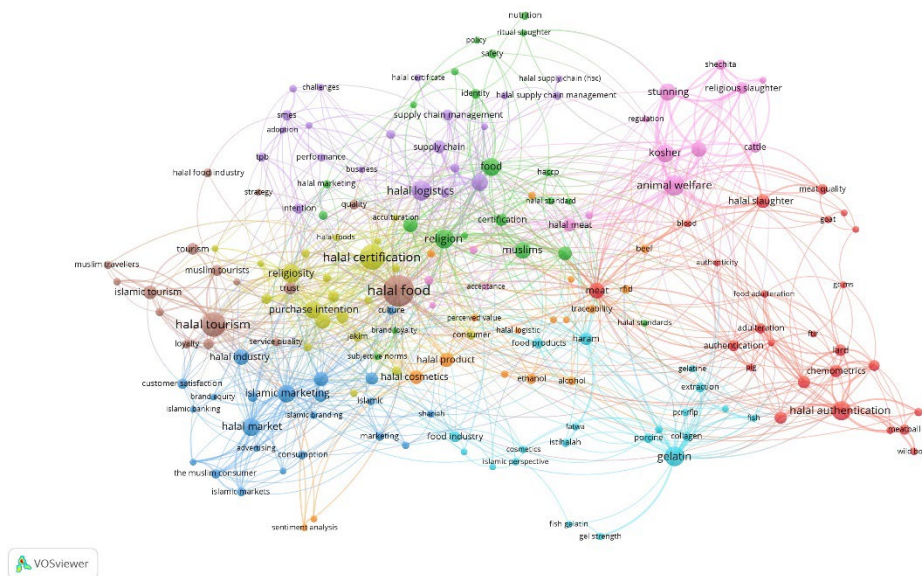 nutrition
ritual slaughter
policy
safety
shechita
halal certificate
halal supply chain (hsc)
religious slaughter
challenges
identity
stunning
halal supply chain management
smes
supply chain management
regulation
adoption
supply chain
kosher
cattle
tpb
performance
food
halal food industry
business
haccp
halal marketing
animal welfare
strategy
halal logistics
meat quality
quality
halal standard
halal slaughter
intention
acculturation
certification
goat
halal meat
blood
halal foods
religion
tourism
muslims
beef
muslim travellers
halal certification
authenticity
muslim tourists
religiosity
acceptance
food adulteration
trust
halal food
meat
rfid
islamic tourism
purchase intention
culture
traceability
halal tourism
perceived value
adulteration
loyalty
service quality
jakim
brand loyalty
consumer
halal logistic
halal standards
ftir
haram
food products
authentication
lard
halal industry
subjective norms
halal product
gelatine
pig
chemometrics
customer satisfaction
halal cosmetics
ethanol
alcohol
extraction
brand equity
islamic marketing
islamic
pcr-rflp
islamic banking
islamic branding
shariah
fish
halal authentication
halal market
fatwa
meatball
marketing
food industry
istihalah
porcine
collagen
advertising
cosmetics
wild bo
consumption
islamic perspective
gelatin
the muslim consumer
islamic markets
sentiment analysis
fish gelatin
gel strength
VOSviewer